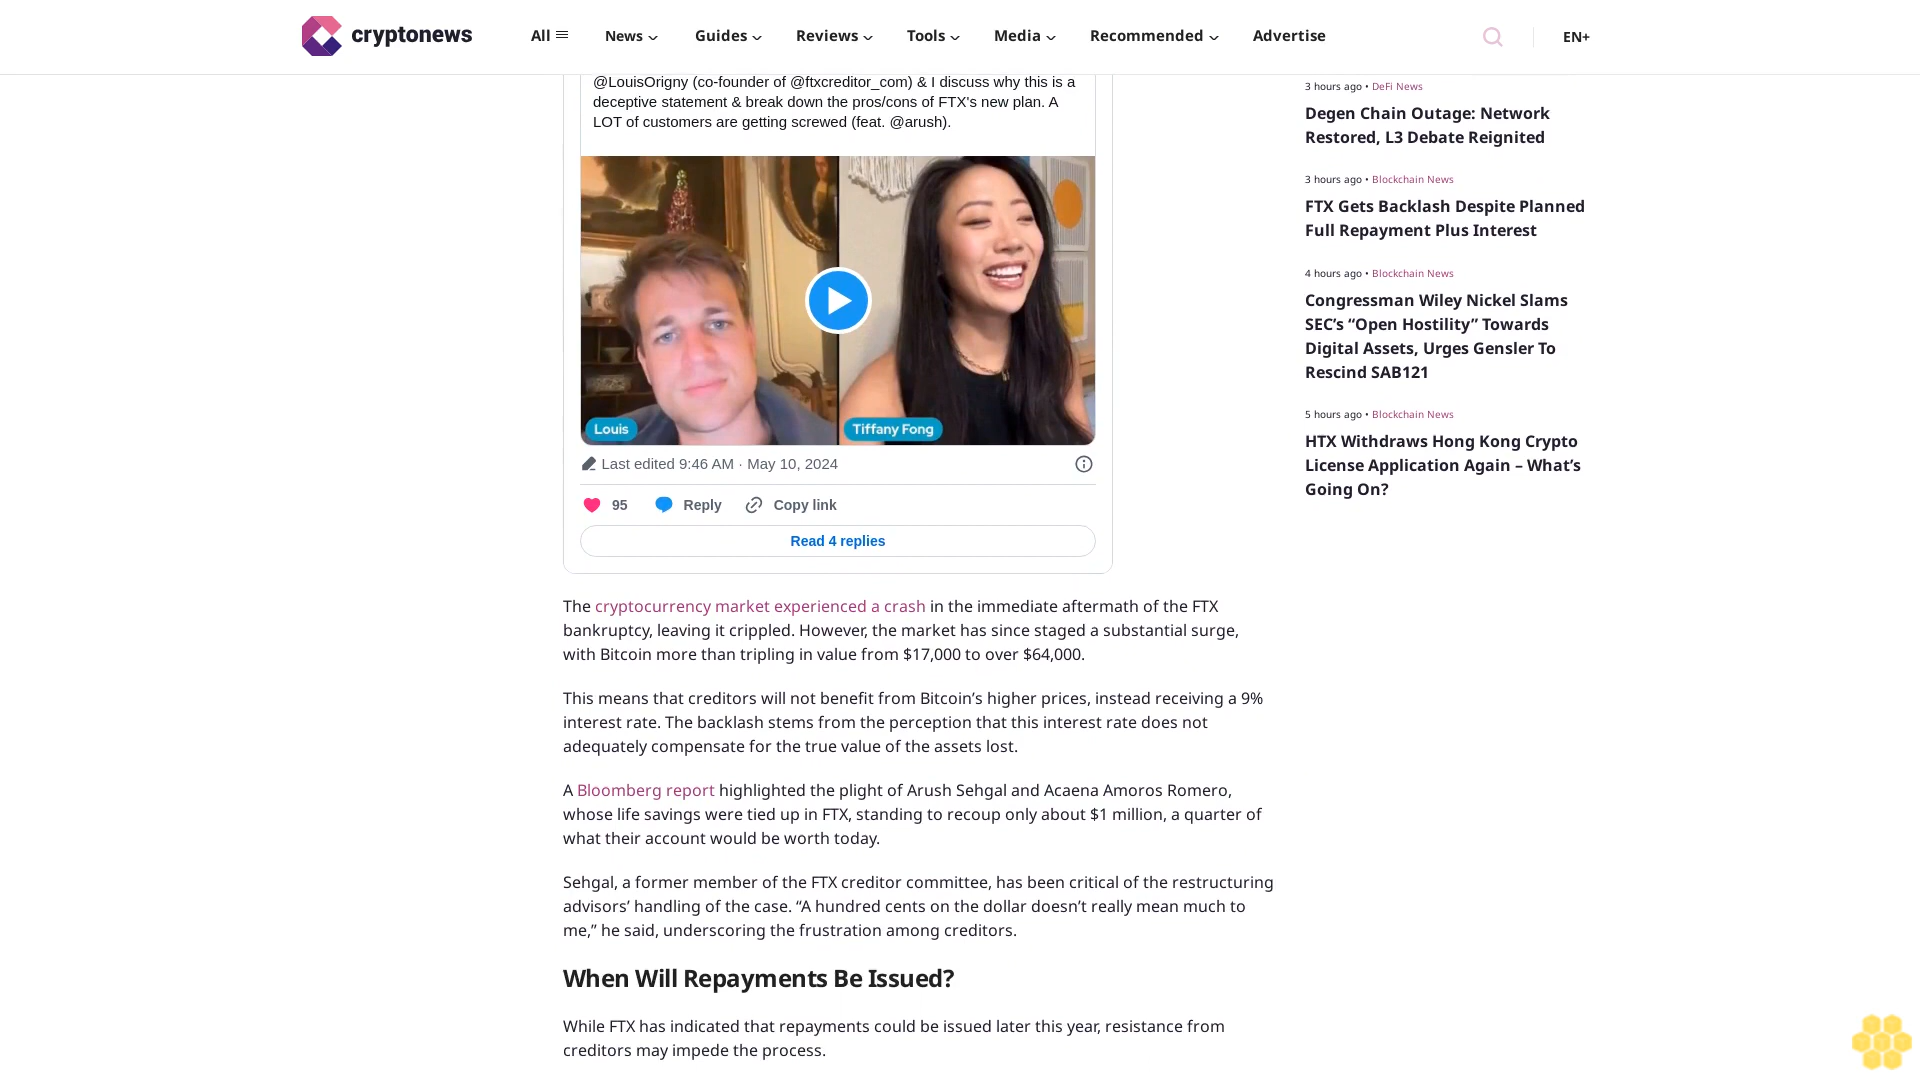 cryptonews
All
News
Guides
Reviews
Tools
Media
Recommended
Advertise
EN+
@LouisOrigny (co-founder of @ftxcreditor_com) & I discuss why this is a
deceptive statement & break down the pros/cons of FTX's new plan. A
LOT of customers are getting screwed (feat. @arush).
Louis
Tiffany Fong
Last edited 9:46 AM · May 10, 2024
95
Reply
Copy link
Read 4 replies
The cryptocurrency market experienced a crash in the immediate aftermath of the FTX
bankruptcy, leaving it crippled. However, the market has since staged a substantial surge,
with Bitcoin more than tripling in value from $17,000 to over $64,000.
This means that creditors will not benefit from Bitcoin’s higher prices, instead receiving a 9%
interest rate. The backlash stems from the perception that this interest rate does not
adequately compensate for the true value of the assets lost.
A Bloomberg report highlighted the plight of Arush Sehgal and Acaena Amoros Romero,
whose life savings were tied up in FTX, standing to recoup only about $1 million, a quarter of
what their account would be worth today.
Sehgal, a former member of the FTX creditor committee, has been critical of the restructuring
advisors’ handling of the case. “A hundred cents on the dollar doesn’t really mean much to
me,” he said, underscoring the frustration among creditors.
When Will Repayments Be Issued?
While FTX has indicated that repayments could be issued later this year, resistance from
creditors may impede the process.
3 hours ago • DeFi News
Degen Chain Outage: Network
Restored, L3 Debate Reignited
3 hours ago • Blockchain News
FTX Gets Backlash Despite Planned
Full Repayment Plus Interest
4 hours ago • Blockchain News
Congressman Wiley Nickel Slams
SEC’s “Open Hostility” Towards
Digital Assets, Urges Gensler To
Rescind SAB121
5 hours ago • Blockchain News
HTX Withdraws Hong Kong Crypto
License Application Again – What’s
Going On?